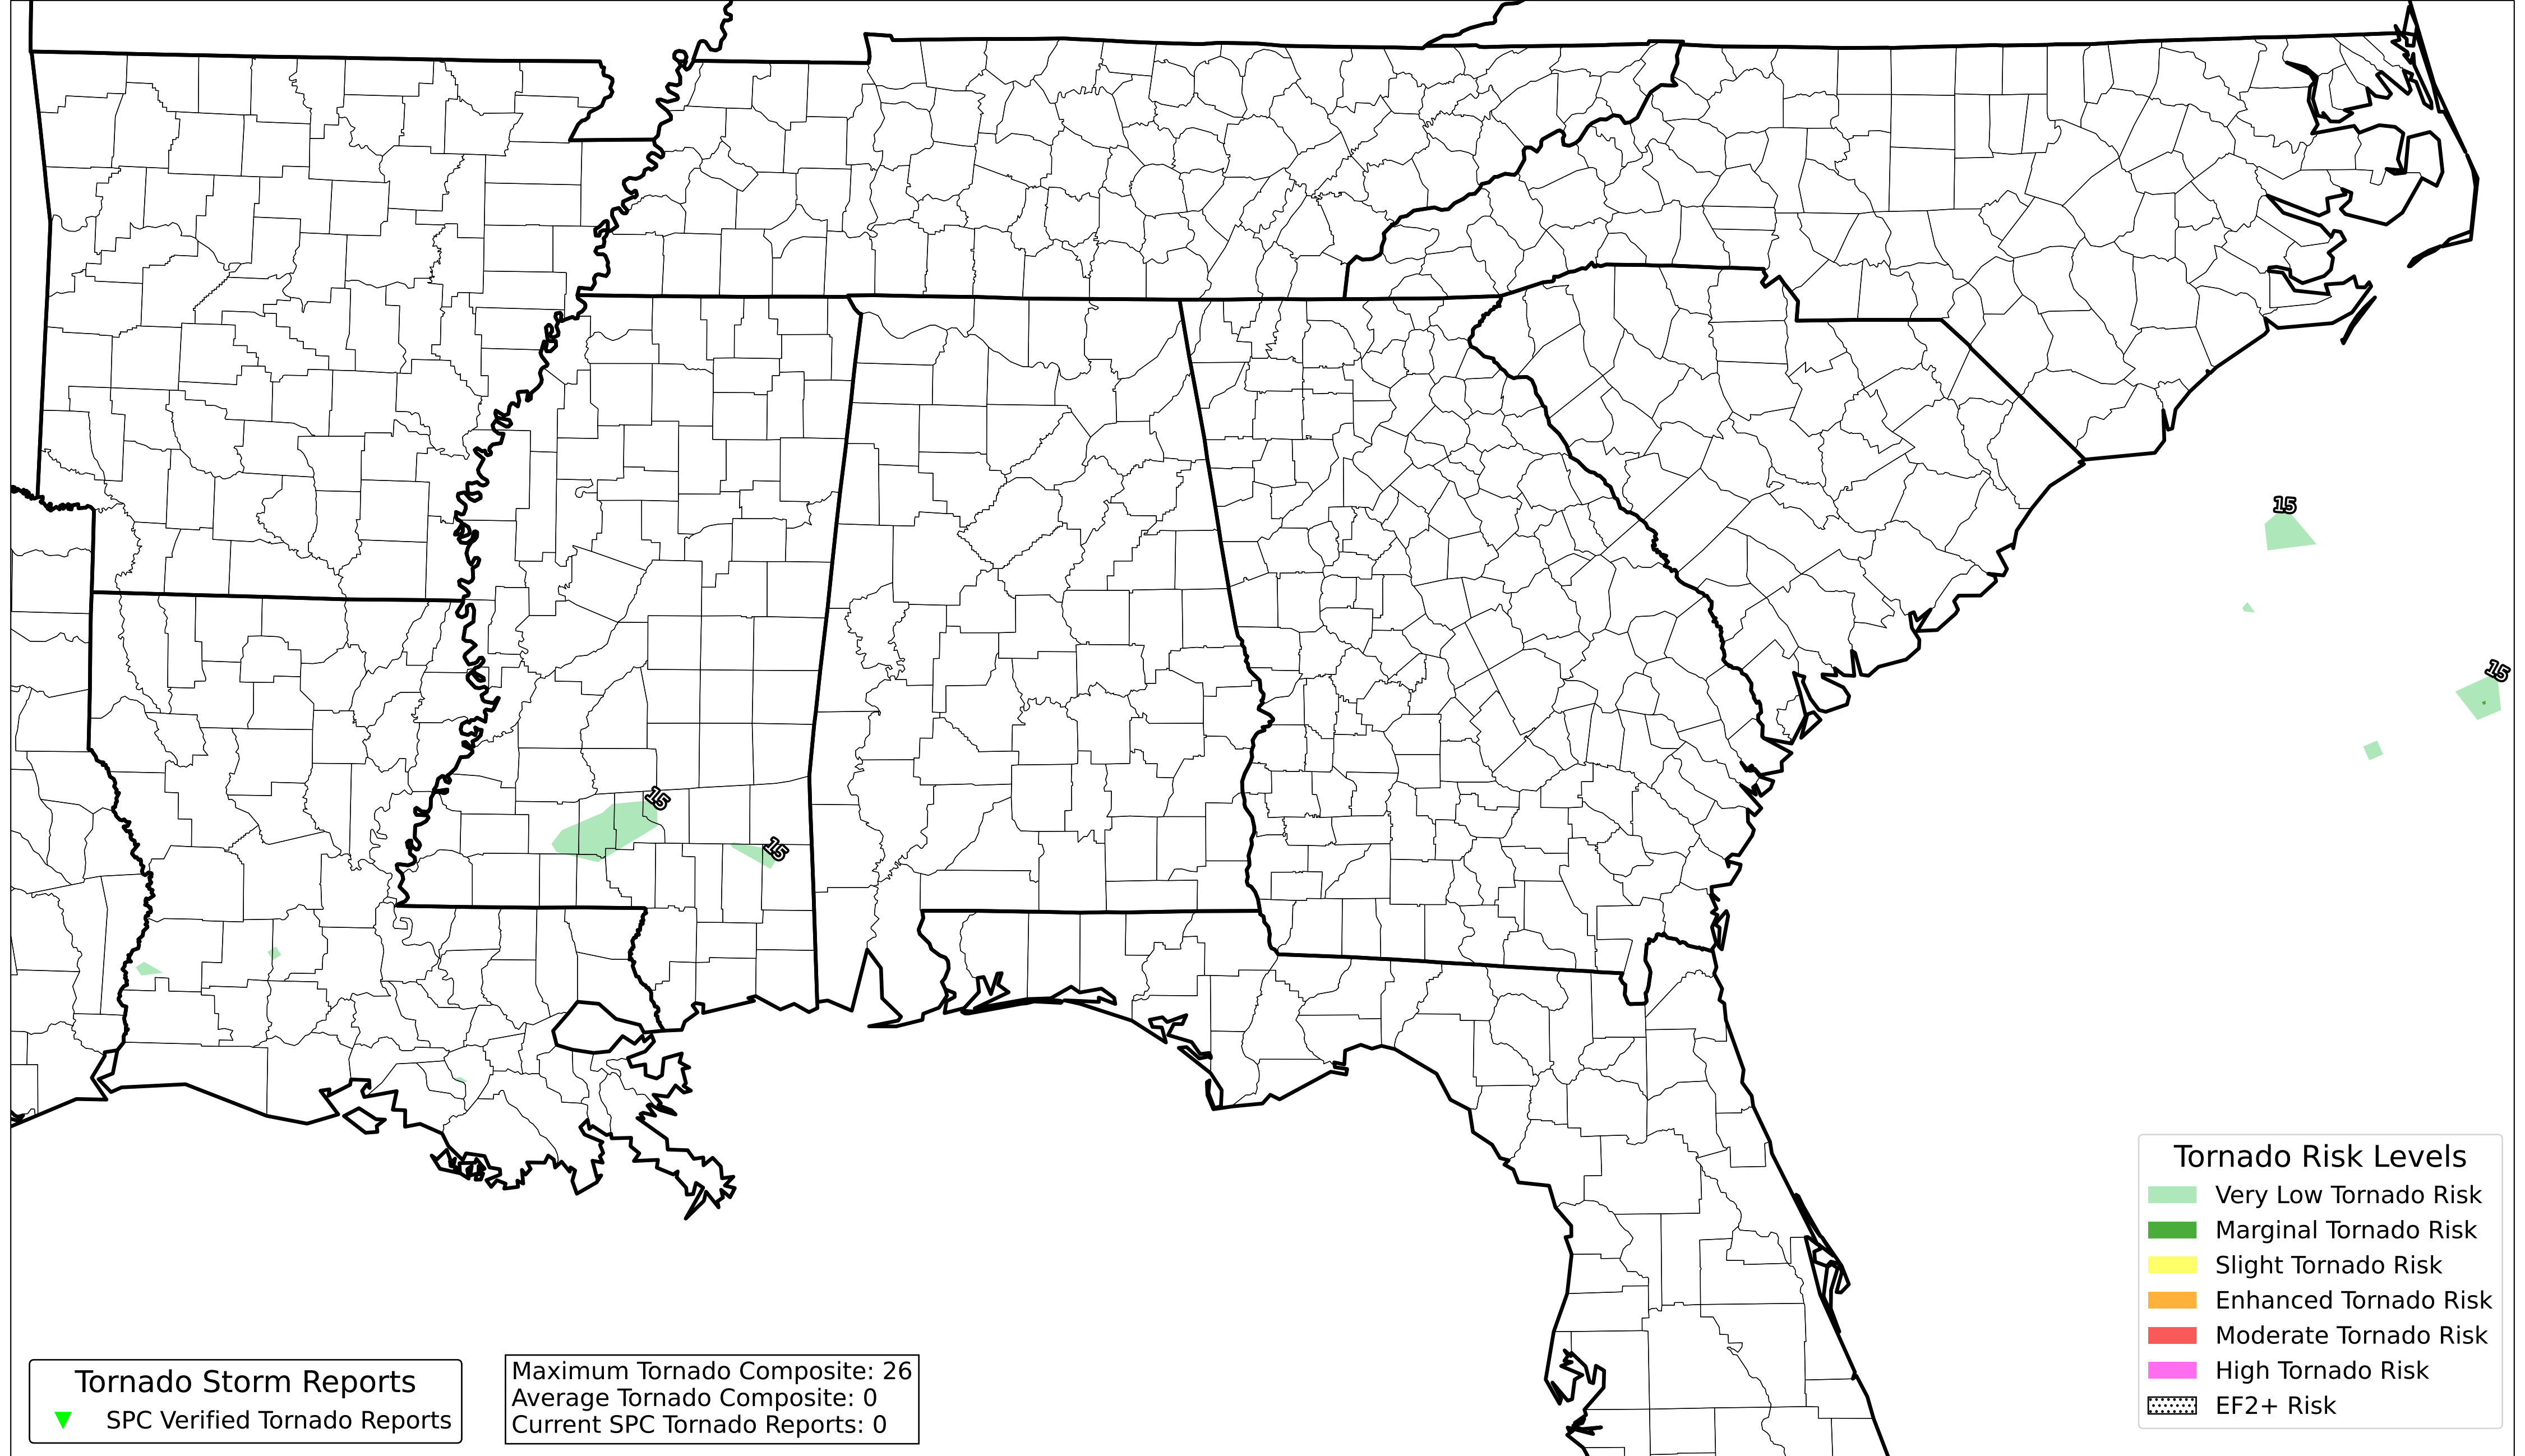 15
15
15
15
Tornado Risk Levels
Very Low Tornado Risk
Marginal Tornado Risk
Slight Tornado Risk
Enhanced Tornado Risk
Moderate Tornado Risk
High Tornado Risk
EF2+ Risk
Tornado Storm Reports
SPC Verified Tornado Reports
Maximum Tornado Composite: 26
Average Tornado Composite: 0
Current SPC Tornado Reports: 0